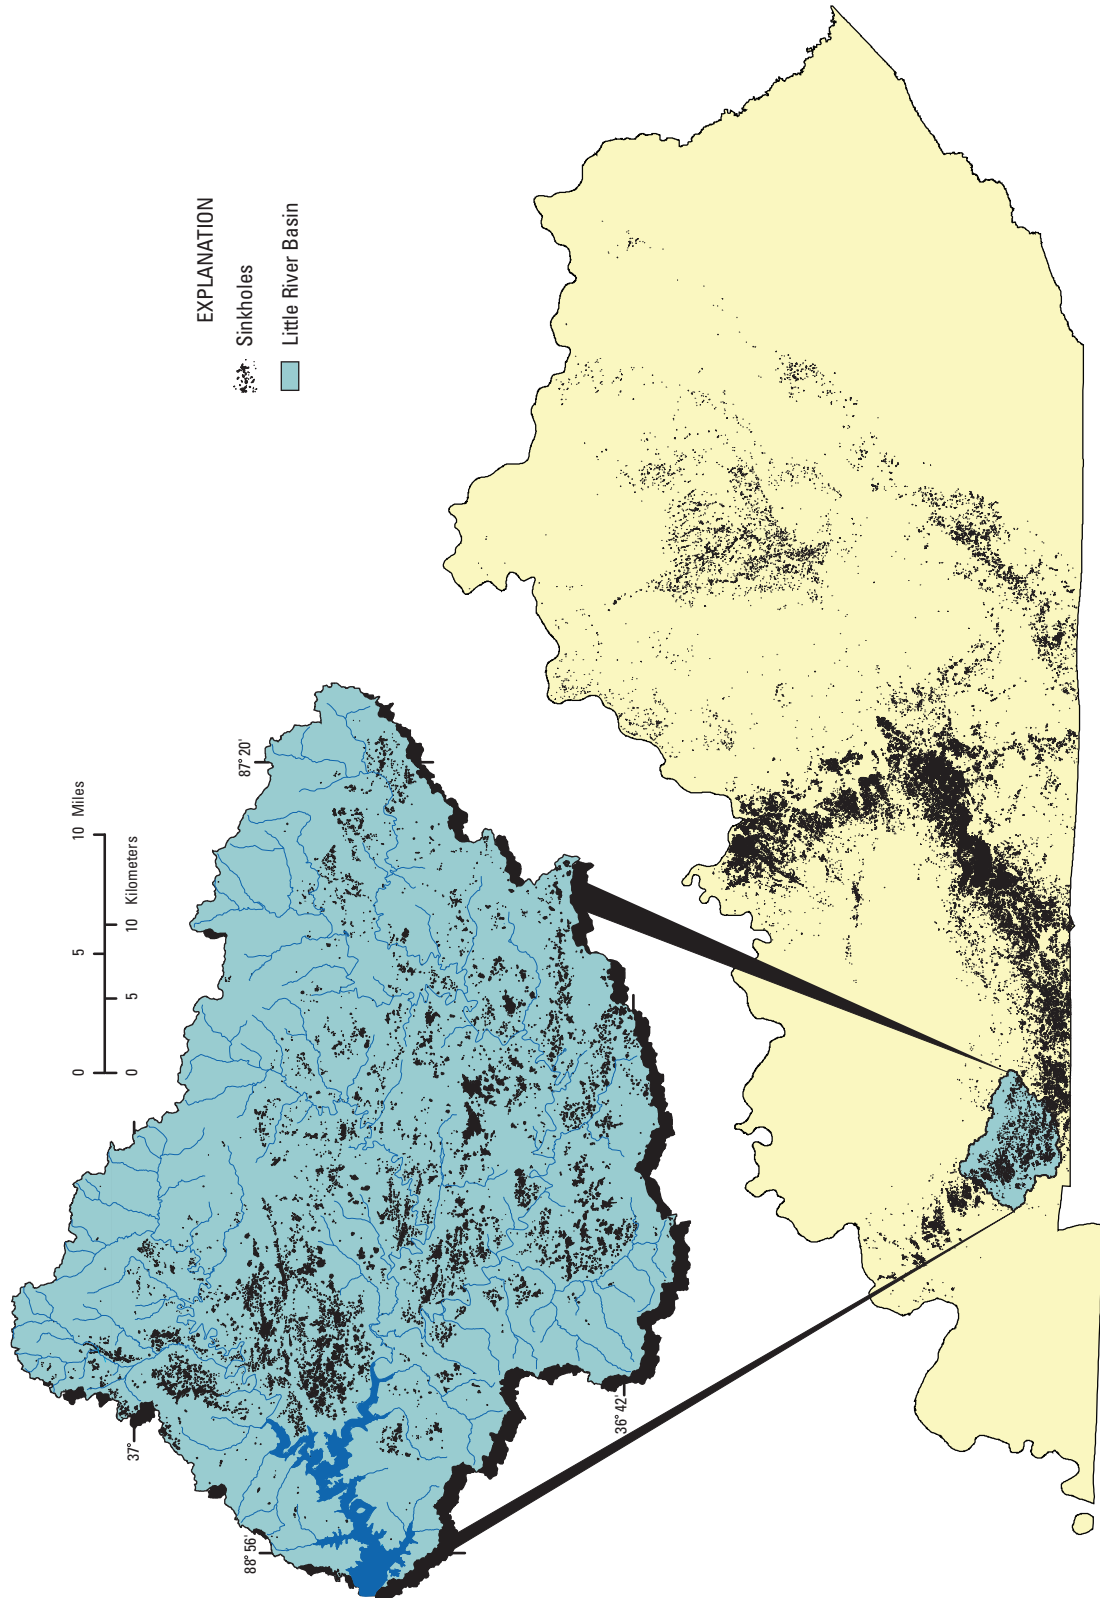 EXPLANATION
Sinkholes
Little River Basin
0 5 10 Miles
0 5 10 Kilometers
88° 56'
87° 20'
37°
36° 42'